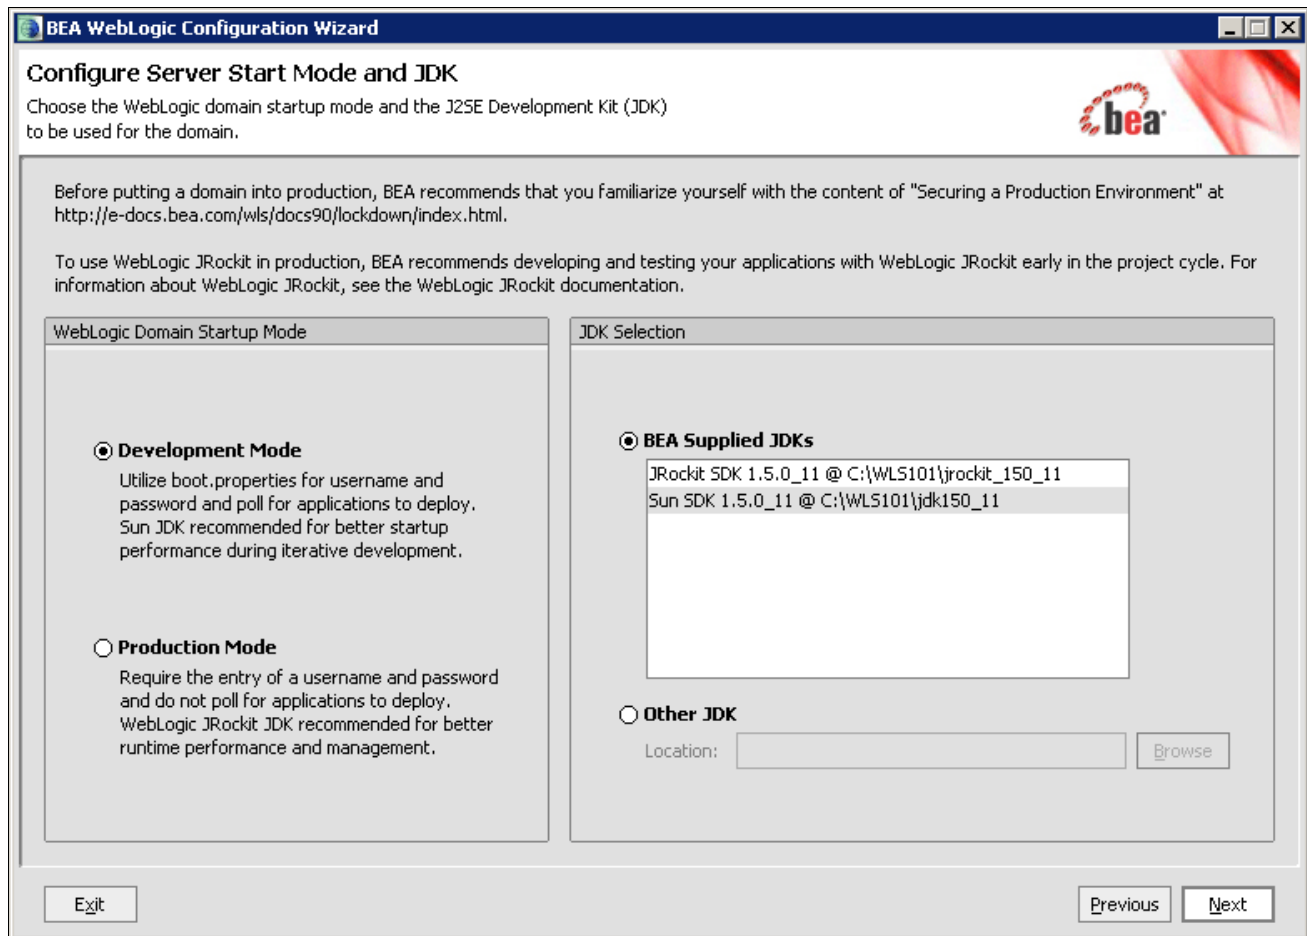 BEA WebLogic Configuration Wizard
Configure Server Start Mode and JDK
Choose the WebLogic domain startup mode and the J2SE Development Kit (JDK)
to be used for the domain.
bea
Before putting a domain into production, BEA recommends that you familiarize yourself with the content of "Securing a Production Environment" at
http://e-docs.bea.com/wls/docs90/lockdown/index.html.
To use WebLogic JRockit in production, BEA recommends developing and testing your applications with WebLogic JRockit early in the project cycle. For
information about WebLogic JRockit, see the WebLogic JRockit documentation.
WebLogic Domain Startup Mode
Development Mode
Utilize boot.properties for username and
password and poll for applications to deploy.
Sun JDK recommended for better startup
performance during iterative development.
Production Mode
Require the entry of a username and password
and do not poll for applications to deploy.
WebLogic JRockit JDK recommended for better
runtime performance and management.
JDK Selection
BEA Supplied JDKs
JRockit SDK 1.5.0_11 @ C:\WLS101\jrockit_150_11
Sun SDK 1.5.0_11 @ C:\WLS101\jdk150_11
Other JDK
Location:
Browse
Exit
Previous
Next